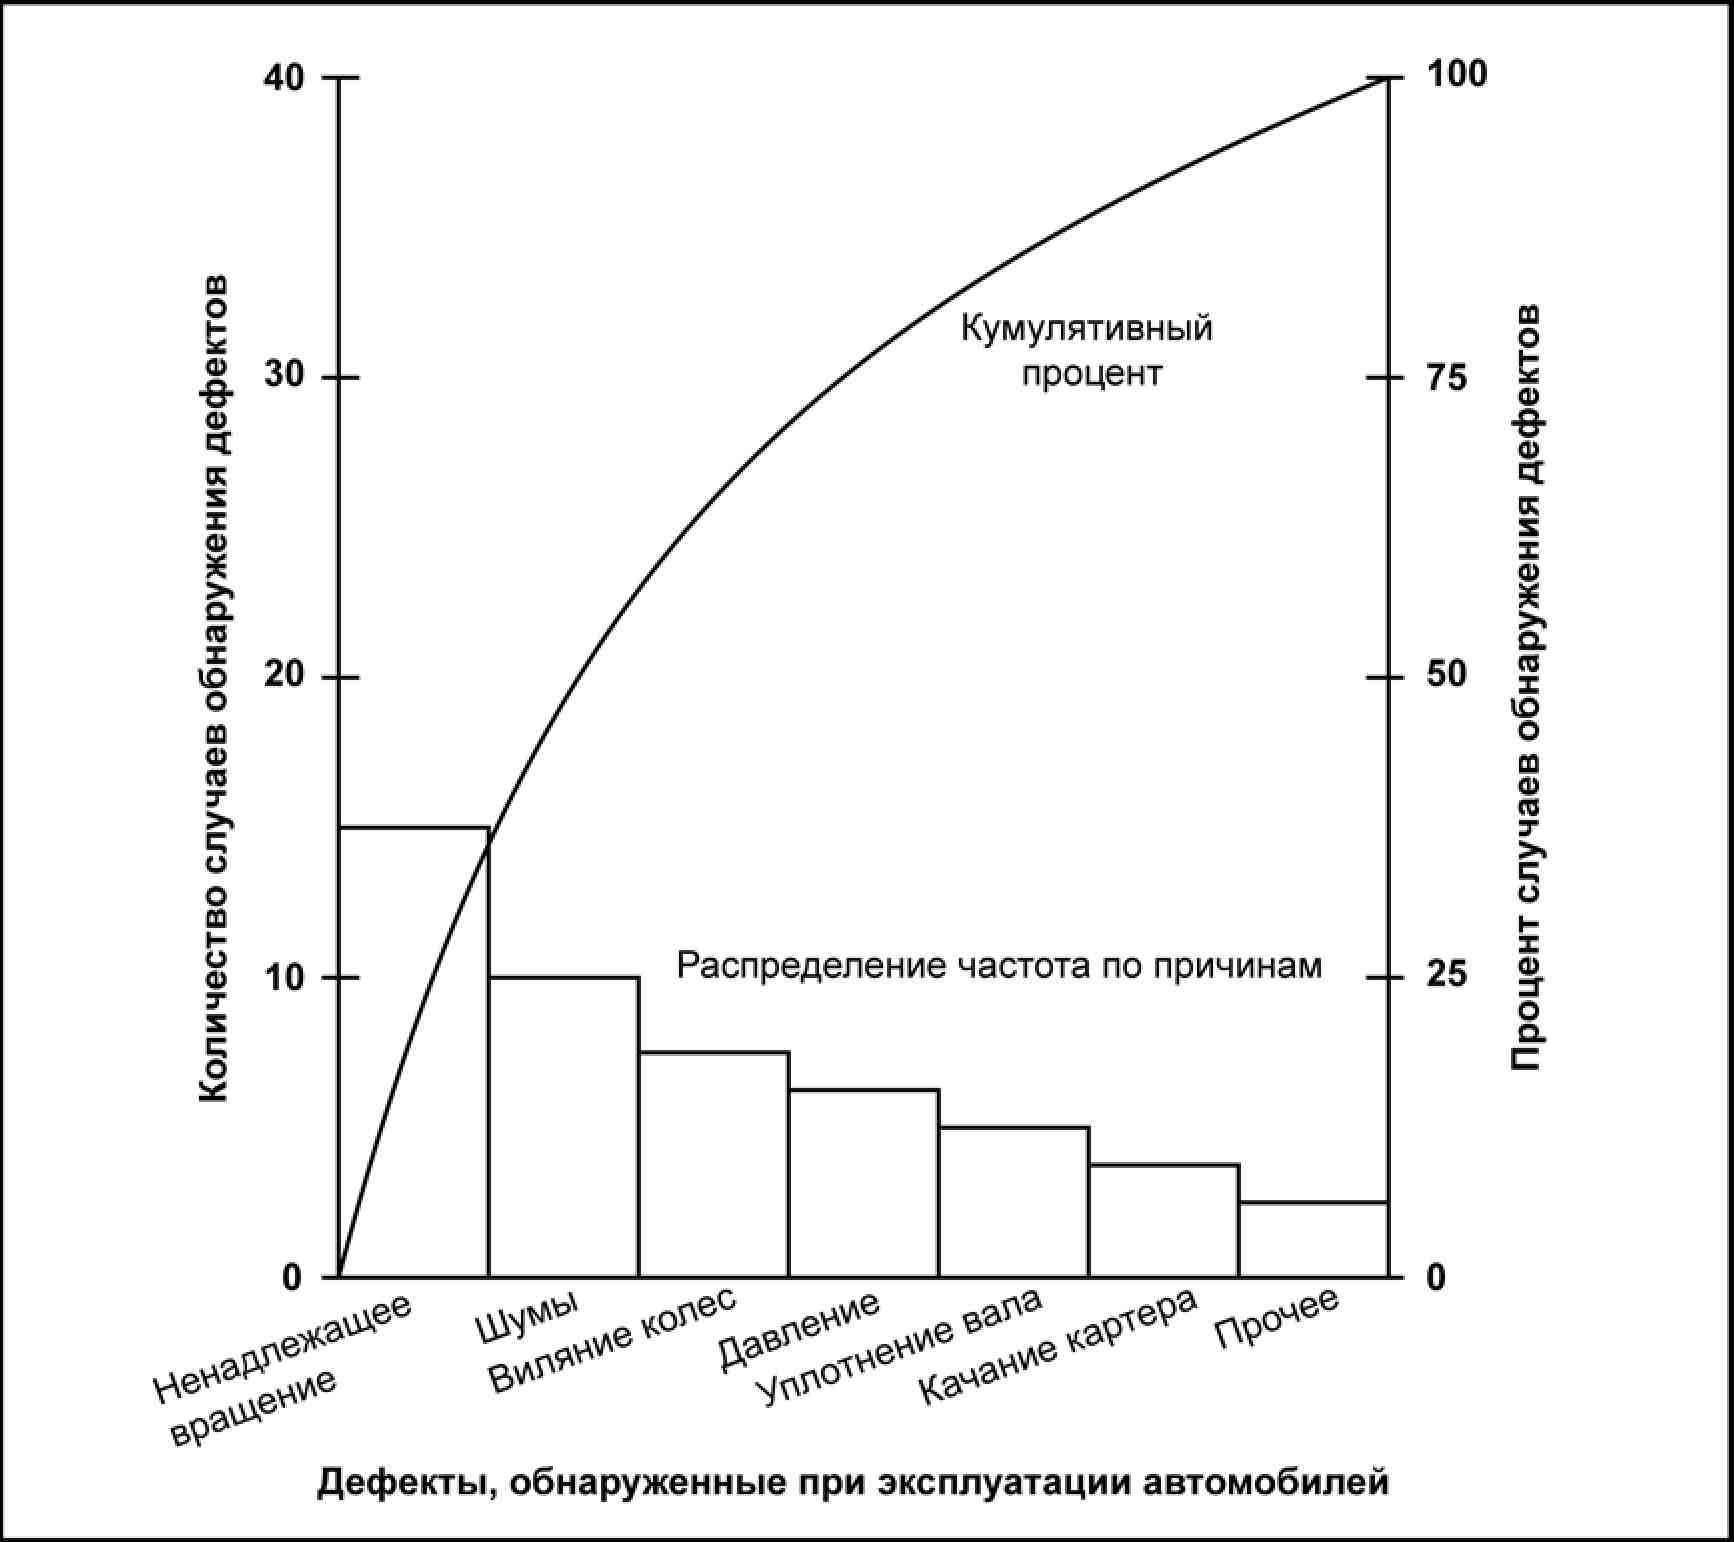 40
30
20
10
0
100
75
50
25
0
Количество случаев обнаружения дефектов
Процент случаев обнаружения дефектов
Кумулятивный
процент
Распределение частота по причинам
Ненадлежащее
вращение
Шумы
Виляние колес
Давление
Уплотнение вала
Качание картера
Прочее
Дефекты, обнаруженные при эксплуатации автомобилей